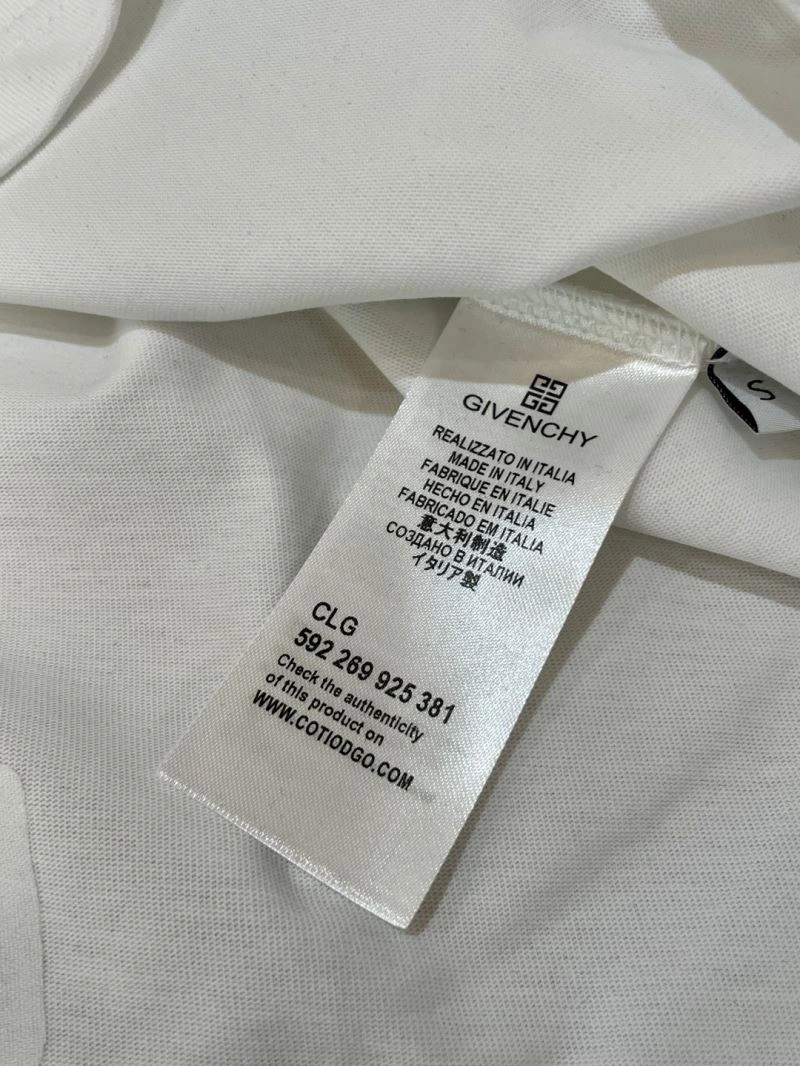 GIVENCHY
REALIZZATO IN ITALIA
MADE IN ITALY
FABRIQUE EN ITALIE
HECHO EN ITALIA
FABRICADO EM ITALIA
意大利制造
СОЗДАНО В ИТАЛИИ
イタリア製
CLG
592 269 925 381
Check the authenticity
of this product on
WWW.COTIODGO.COM
S